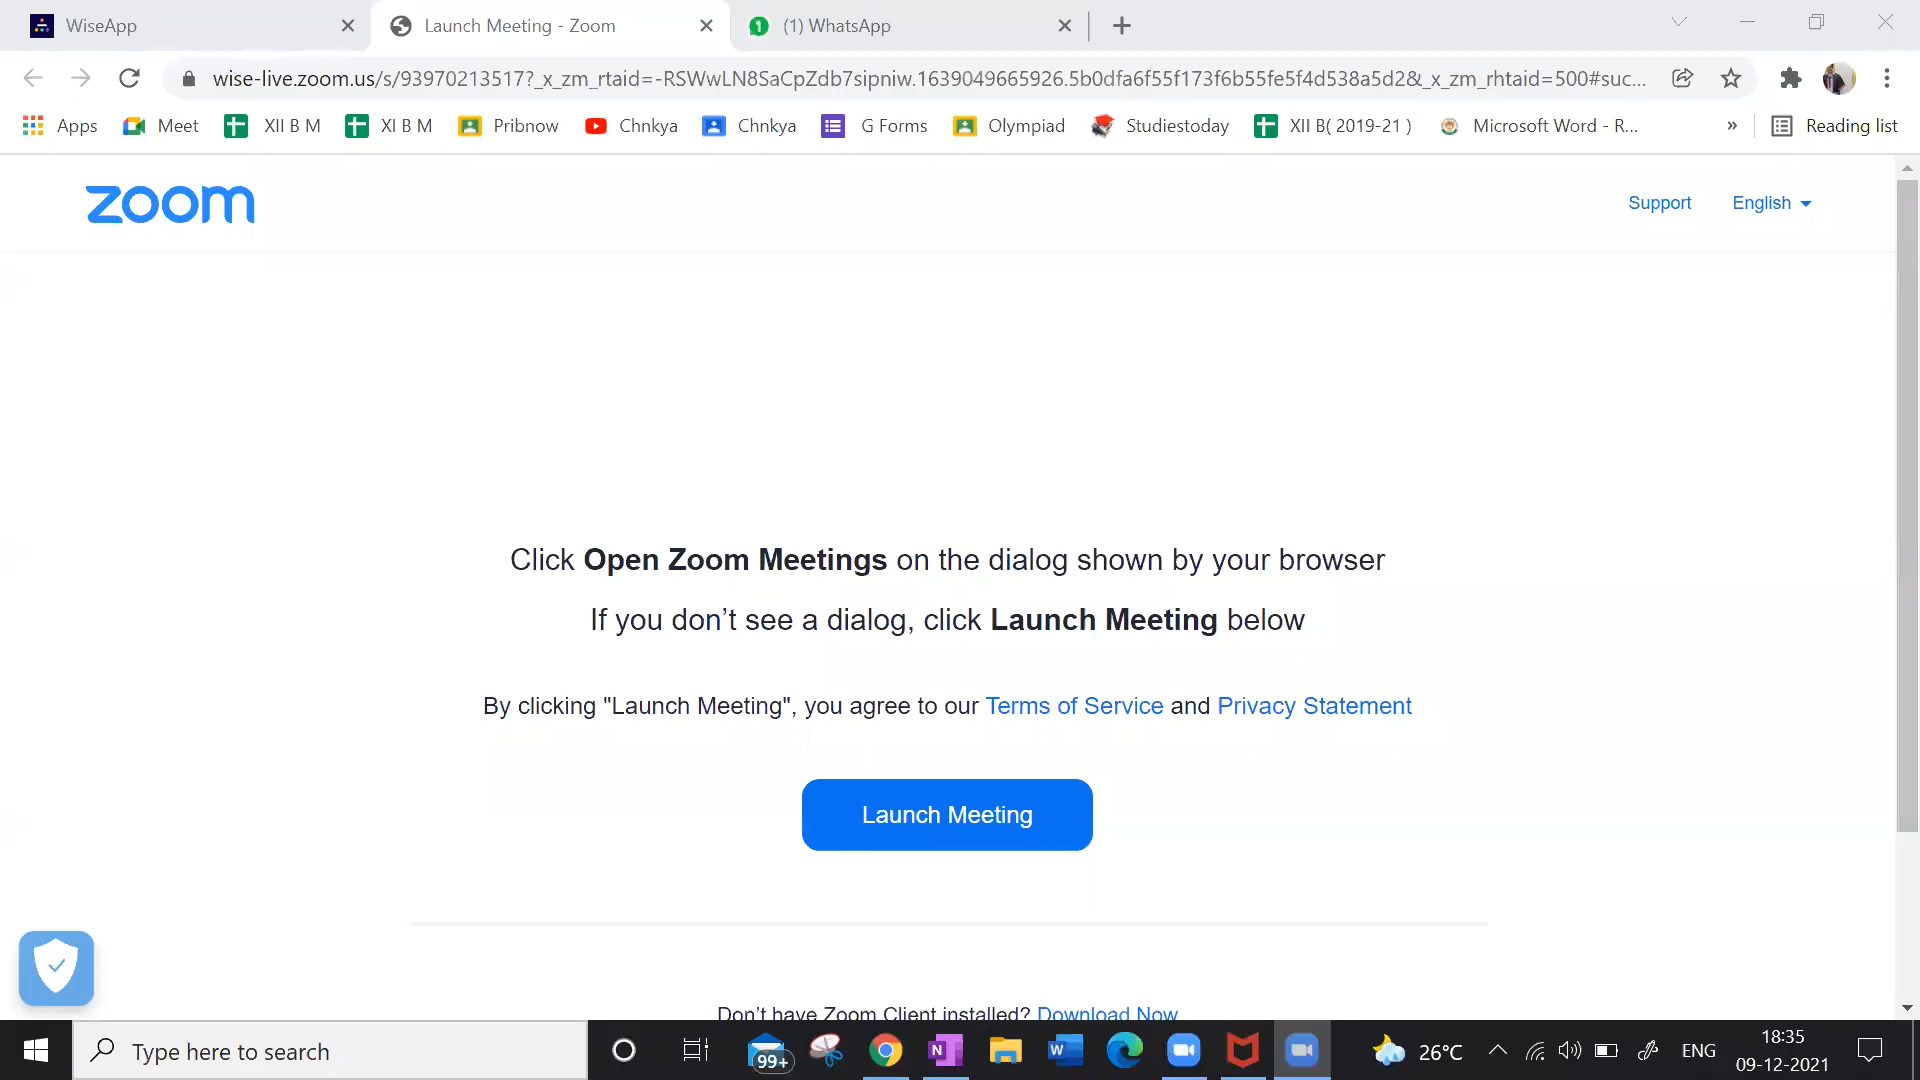 WiseApp
Launch Meeting - Zoom
(1) WhatsApp
wise-live.zoom.us/s/93970213517?_x_zm_rtaid=-RSWwLN8SaCpZdb7sipniw.1639049665926.5b0dfa6f55f173f6b55fe5f4d538a5d2&_x_zm_rhtaid=500#suc...
Apps Meet XII B M XI B M Pribnow Chnkya Chnkya G Forms Olympiad Studiestoday XII B( 2019-21 ) Microsoft Word - R... » Reading list
zoom
Support English
Click Open Zoom Meetings on the dialog shown by your browser
If you don’t see a dialog, click Launch Meeting below
By clicking "Launch Meeting", you agree to our Terms of Service and Privacy Statement
Launch Meeting
Don't have Zoom Client installed? Download Now
Type here to search
99+
26°C
ENG
18:35
09-12-2021